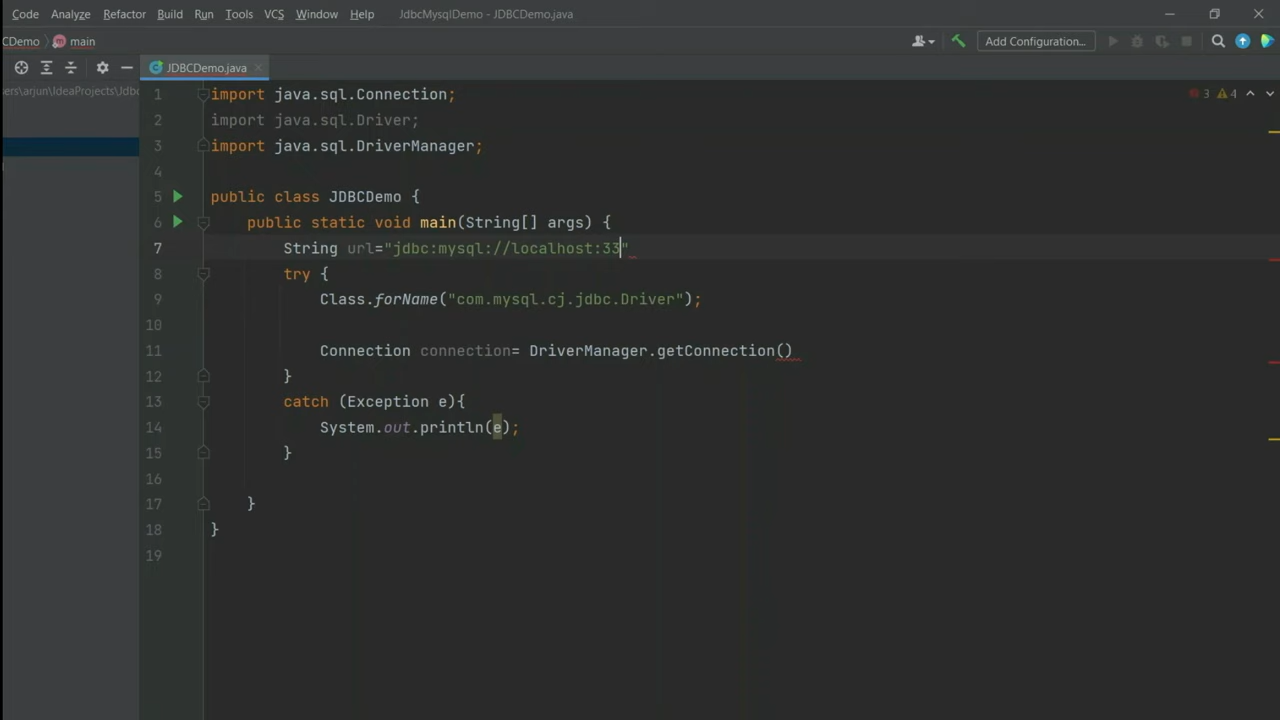 Code Analyze Refactor Build Run Tools VCS Window Help JdbcMysqlDemo - JDBCDemo.java
CDemo main Add Configuration...
JDBCDemo.java
ers\arjun\IdeaProjects\Jdbc
3 4
1 import java.sql.Connection;
2 import java.sql.Driver;
3 import java.sql.DriverManager;
4
5 public class JDBCDemo {
6 public static void main(String[] args) {
7 String url="jdbc:mysql://localhost:33"
8 try {
9 Class.forName("com.mysql.cj.jdbc.Driver");
10
11 Connection connection= DriverManager.getConnection()
12 }
13 catch (Exception e){
14 System.out.println(e);
15 }
16
17 }
18 }
19